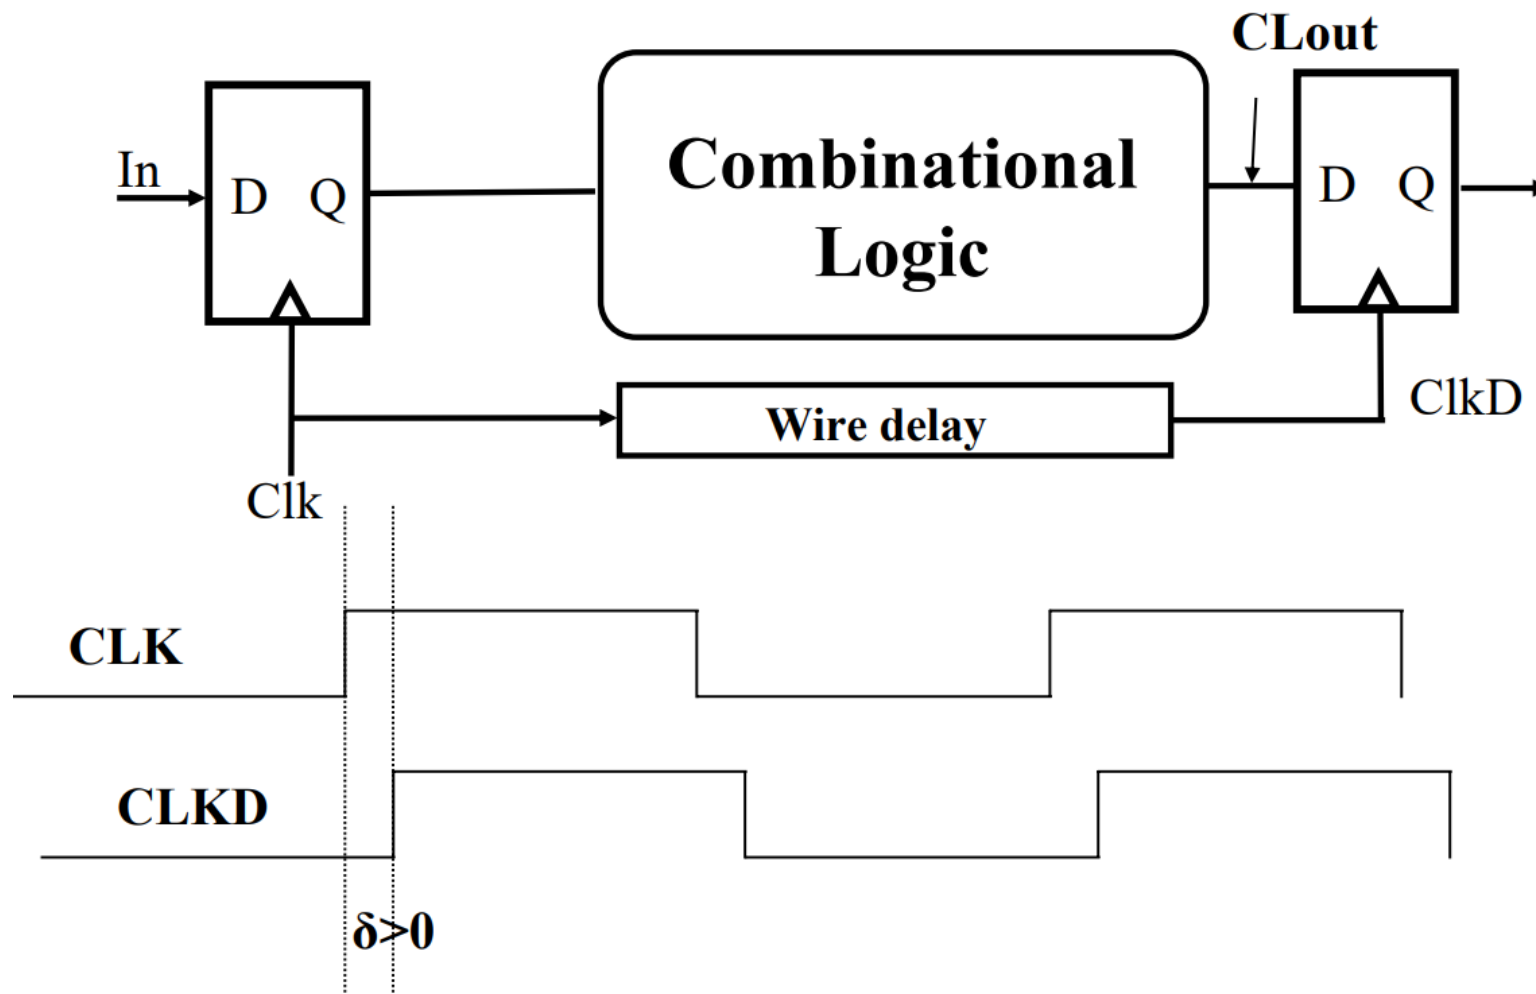 CLout
In
D Q
Combinational
Logic
D Q
Wire delay
ClkD
Clk
CLK
CLKD
δ>0